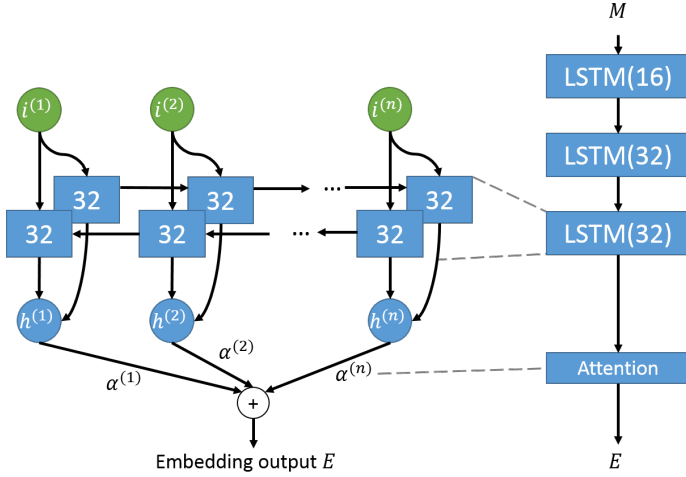 M
LSTM(16)
LSTM(32)
LSTM(32)
Attention
E
i^(1) i^(2) i^(n)
32 32 ... 32
32 32 ... 32
h^(1) h^(2) h^(n)
α^(1) α^(2) α^(n)
+
Embedding output E